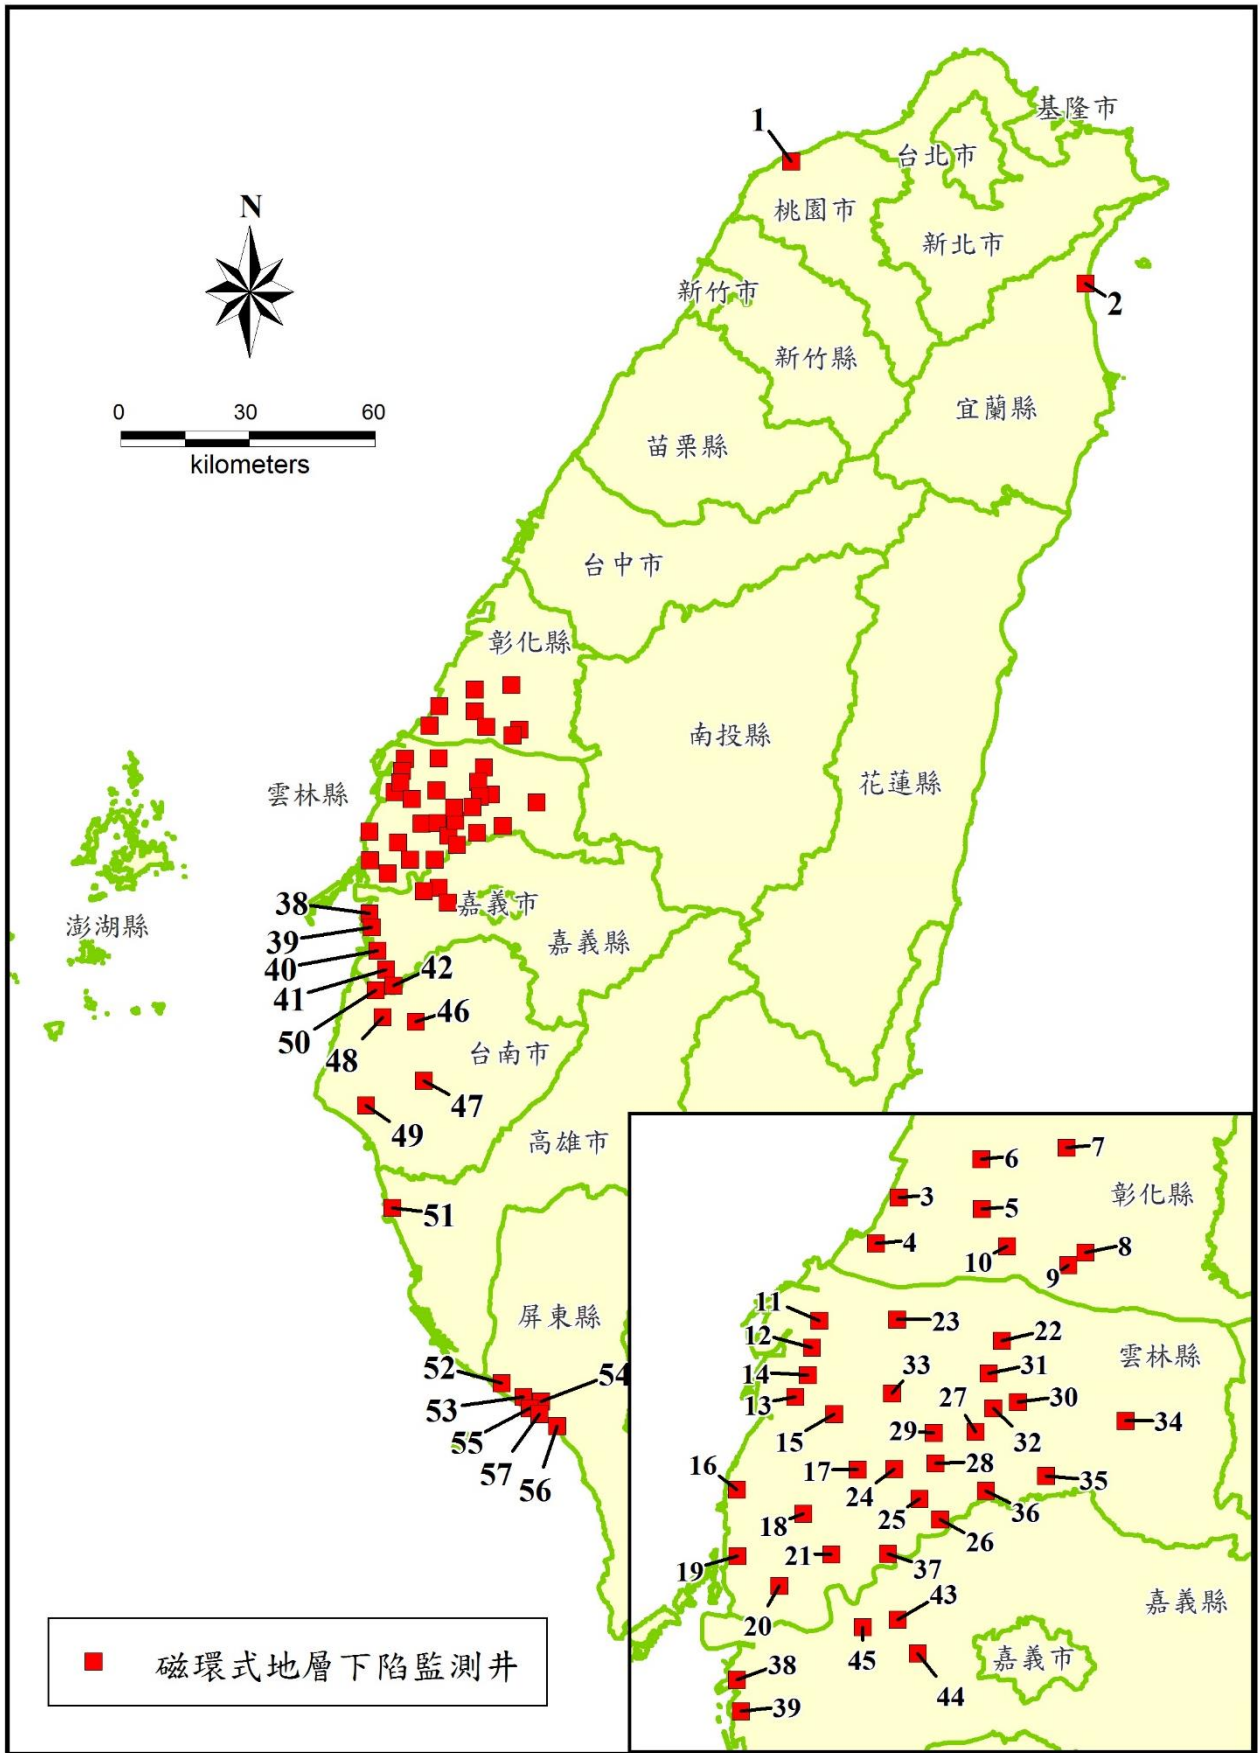 基隆市
1
台北市
N
桃園市
新北市
新竹市
2
新竹縣
0 30 60
kilometers
宜蘭縣
苗栗縣
台中市
彰化縣
南投縣
花蓮縣
雲林縣
澎湖縣
38
嘉義市
39
嘉義縣
40
42
41
46
50
48
台南市
47
49
高雄市
51
屏東縣
52
54
53
55
57
56
7
6
彰化縣
3
5
4
10
8
9
11
23
12
22
雲林縣
14
33
31
13
27
30
15
29
32
34
16
17
28
35
24
18
25
36
26
19
21
37
20
43
嘉義縣
45
44
嘉義市
38
39
磁環式地層下陷監測井